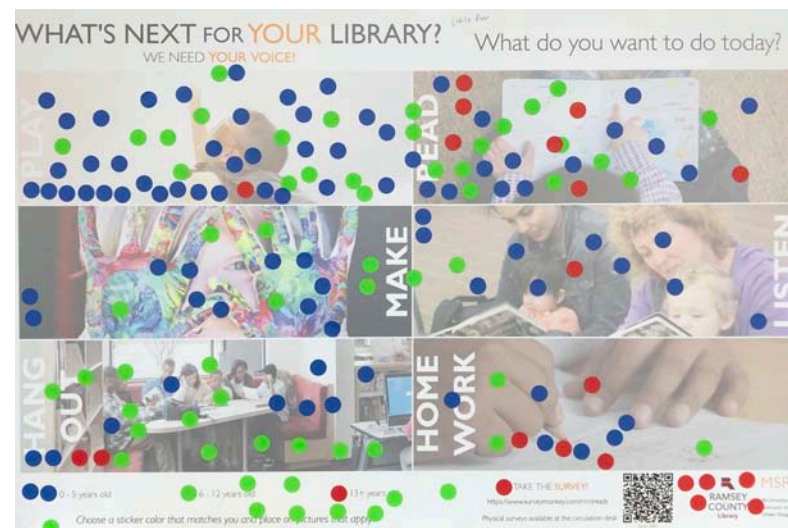 WHAT'S NEXT FOR YOUR LIBRARY?
WE NEED YOUR VOICE!
What do you want to do today?
PLAY
READ
MAKE
LISTEN
HANG
OUT
HOME
WORK
0 - 5 years old
6 - 12 years old
13+ years
TAKE THE SURVEY!
Choose a sticker color that matches you and place on pictures that apply.
Physical surveys available at the circulation desk
RAMSEY
COUNTY
Library
MSR